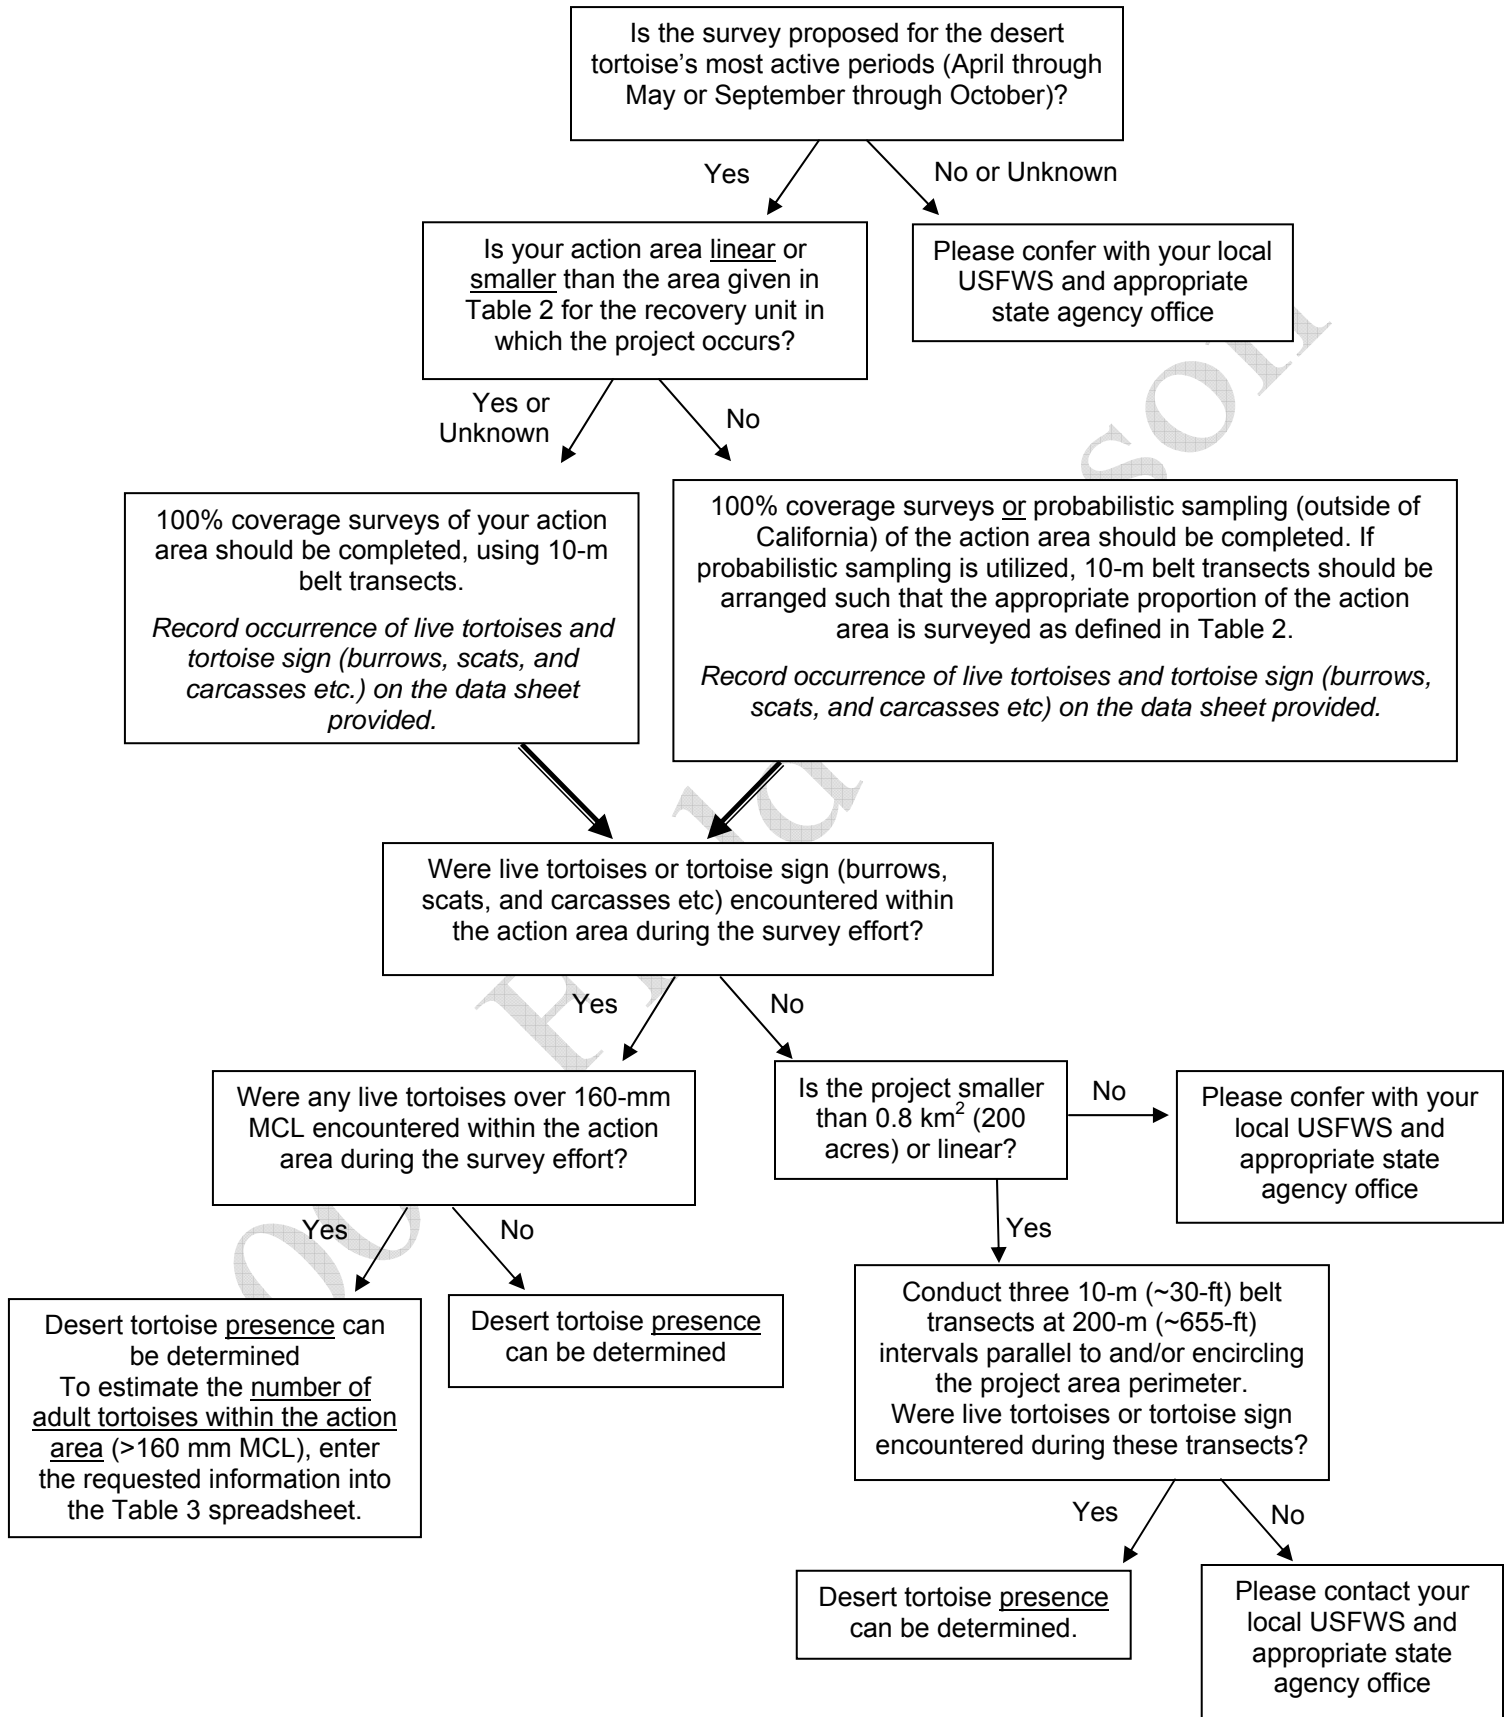 Is the survey proposed for the desert
tortoise’s most active periods (April through
May or September through October)?
Yes
No or Unknown
Is your action area linear or
smaller than the area given in
Table 2 for the recovery unit in
which the project occurs?
Please confer with your local
USFWS and appropriate
state agency office
Yes or
Unknown
No
100% coverage surveys of your action
area should be completed, using 10-m
belt transects.
Record occurrence of live tortoises and
tortoise sign (burrows, scats, and
carcasses etc.) on the data sheet
provided.
100% coverage surveys or probabilistic sampling (outside of
California) of the action area should be completed. If
probabilistic sampling is utilized, 10-m belt transects should be
arranged such that the appropriate proportion of the action
area is surveyed as defined in Table 2.
Record occurrence of live tortoises and tortoise sign (burrows,
scats, and carcasses etc) on the data sheet provided.
Were live tortoises or tortoise sign (burrows,
scats, and carcasses etc) encountered within
the action area during the survey effort?
Yes
No
Were any live tortoises over 160-mm
MCL encountered within the action
area during the survey effort?
Is the project smaller
than 0.8 km² (200
acres) or linear?
No
Please confer with your
local USFWS and
appropriate state
agency office
Yes
No
Yes
Desert tortoise presence can
be determined
To estimate the number of
adult tortoises within the action
area (>160 mm MCL), enter
the requested information into
the Table 3 spreadsheet.
Desert tortoise presence
can be determined
Conduct three 10-m (~30-ft) belt
transects at 200-m (~655-ft)
intervals parallel to and/or encircling
the project area perimeter.
Were live tortoises or tortoise sign
encountered during these transects?
Yes
No
Desert tortoise presence
can be determined.
Please contact your
local USFWS and
appropriate state
agency office